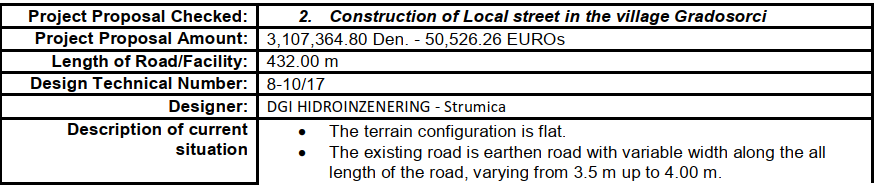 Project Proposal Checked: 2. Construction of Local street in the village Gradosorci
Project Proposal Amount: 3,107,364.80 Den. - 50,526.26 EUROs
Length of Road/Facility: 432.00 m
Design Technical Number: 8-10/17
Designer: DGI HIDROINZENERING - Strumica
Description of current situation
• The terrain configuration is flat.
• The existing road is earthen road with variable width along the all
length of the road, varying from 3.5 m up to 4.00 m.